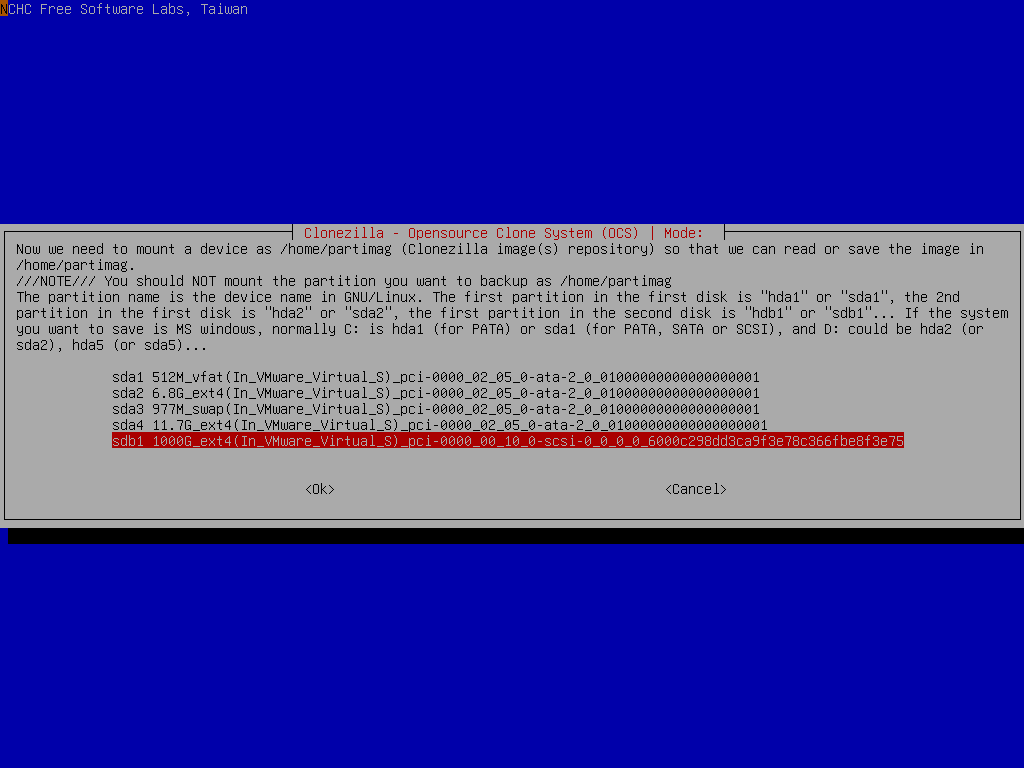 NCHC Free Software Labs, Taiwan
Clonezilla - Opensource Clone System (OCS) | Mode:
Now we need to mount a device as /home/partimag (Clonezilla image(s) repository) so that we can read or save the image in
/home/partimag.
///NOTE/// You should NOT mount the partition you want to backup as /home/partimag
The partition name is the device name in GNU/Linux. The first partition in the first disk is "hda1" or "sda1", the 2nd
partition in the first disk is "hda2" or "sda2", the first partition in the second disk is "hdb1" or "sdb1"... If the system
you want to save is MS windows, normally C: is hda1 (for PATA) or sda1 (for PATA, SATA or SCSI), and D: could be hda2 (or
sda2), hda5 (or sda5)...
sda1 512M_vfat(In_VMware_Virtual_S)_pci-0000_02_05_0-ata-2_0_01000000000000000001
sda2 6.8G_ext4(In_VMware_Virtual_S)_pci-0000_02_05_0-ata-2_0_01000000000000000001
sda3 977M_swap(In_VMware_Virtual_S)_pci-0000_02_05_0-ata-2_0_01000000000000000001
sda4 11.7G_ext4(In_VMware_Virtual_S)_pci-0000_02_05_0-ata-2_0_01000000000000000001
sdb1 1000G_ext4(In_VMware_Virtual_S)_pci-0000_00_10_0-scsi-0_0_0_0_6000c298dd3ca9f3e78c366fbe8f3e75
<Ok> <Cancel>